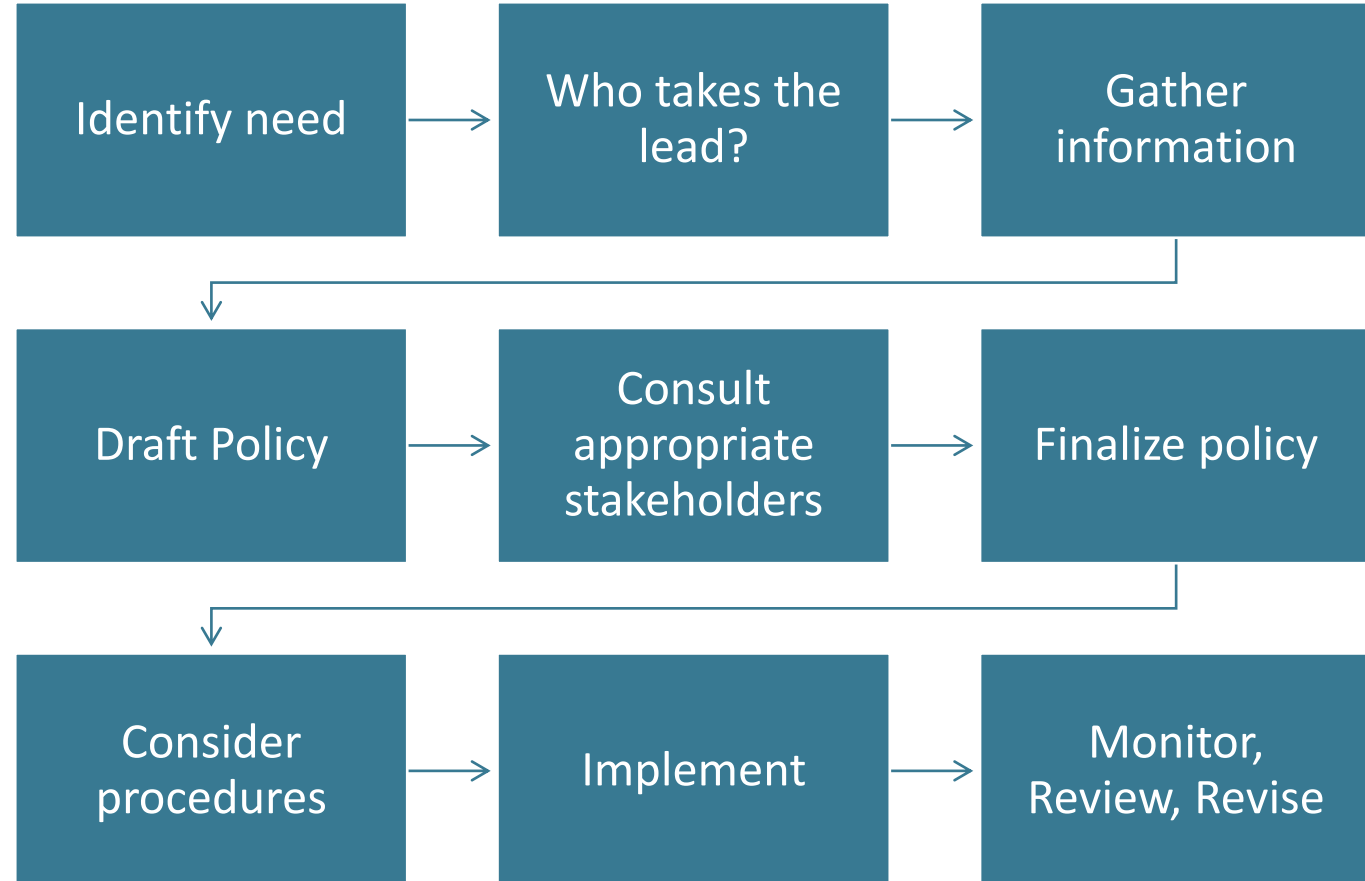 Identify need
Who takes the
lead?
Gather
information
Draft Policy
Consult
appropriate
stakeholders
Finalize policy
Consider
procedures
Implement
Monitor,
Review, Revise